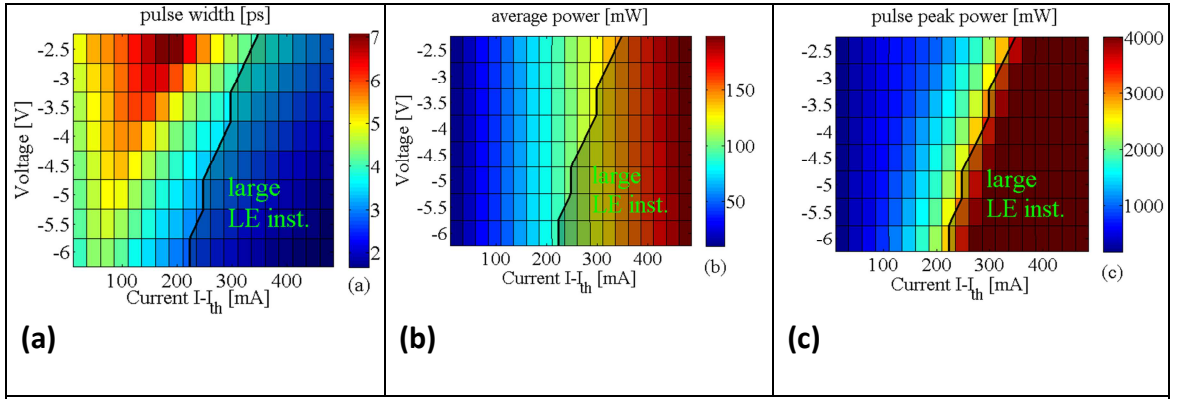 pulse width [ps]
7
6
5
4
3
2
-2.5
-3
-3.5
-4
-4.5
-5
-5.5
-6
Voltage [V]
large
LE inst.
100 200 300 400
Current I-I_th [mA]
(a)
(a)
average power [mW]
150
100
50
-2.5
-3
-3.5
-4
-4.5
-5
-5.5
-6
Voltage [V]
large
LE inst.
100 200 300 400
Current I-I_th [mA]
(b)
(b)
pulse peak power [mW]
4000
3000
2000
1000
-2.5
-3
-3.5
-4
-4.5
-5
-5.5
-6
Voltage [V]
large
LE inst.
100 200 300 400
Current I-I_th [mA]
(c)
(c)